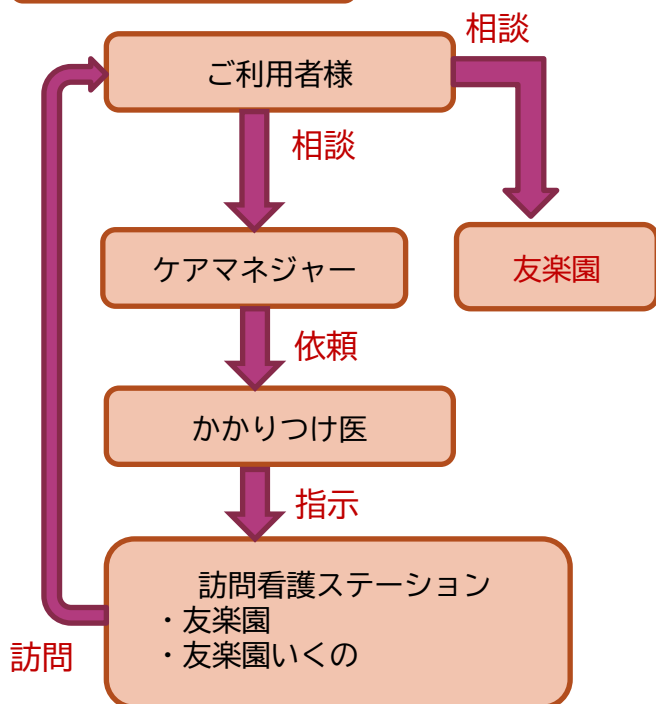 相談
ご利用者様
相談
ケアマネジャー
友楽園
依頼
かかりつけ医
指示
訪問看護ステーション
・友楽園
・友楽園いくの
訪問